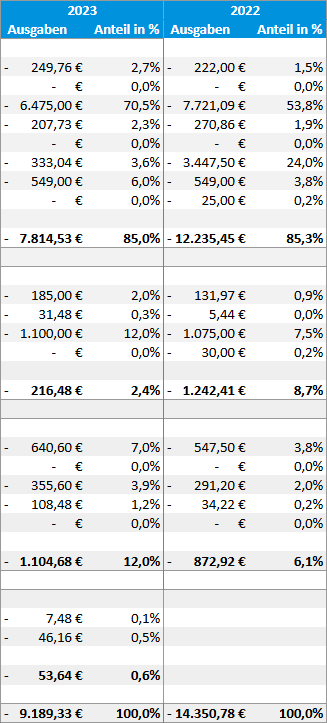 2023 2022
Ausgaben Anteil in % Ausgaben Anteil in %
- 249,76 € 2,7% - 222,00 € 1,5%
- € 0,0% - € 0,0%
- 6.475,00 € 70,5% - 7.721,09 € 53,8%
- 207,73 € 2,3% - 270,86 € 1,9%
- € 0,0% - € 0,0%
- 333,04 € 3,6% - 3.447,50 € 24,0%
- 549,00 € 6,0% - 549,00 € 3,8%
- € 0,0% - 25,00 € 0,2%
- 7.814,53 € 85,0% - 12.235,45 € 85,3%
- 185,00 € 2,0% - 131,97 € 0,9%
- 31,48 € 0,3% - 5,44 € 0,0%
- 1.100,00 € 12,0% - 1.075,00 € 7,5%
- € 0,0% - 30,00 € 0,2%
- 216,48 € 2,4% - 1.242,41 € 8,7%
- 640,60 € 7,0% - 547,50 € 3,8%
- € 0,0% - € 0,0%
- 355,60 € 3,9% - 291,20 € 2,0%
- 108,48 € 1,2% - 34,22 € 0,2%
- € 0,0% - € 0,0%
- 1.104,68 € 12,0% - 872,92 € 6,1%
- 7,48 € 0,1%
- 46,16 € 0,5%
- 53,64 € 0,6%
- 9.189,33 € 100,0% - 14.350,78 € 100,0%